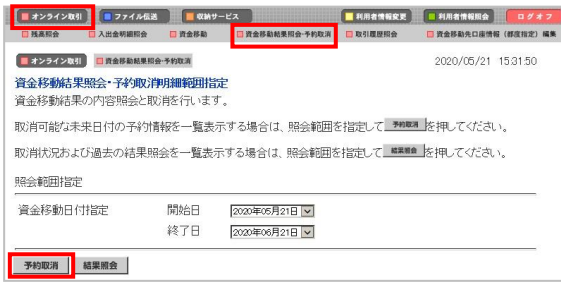 オンライン取引 ファイル伝送 収納サービス 利用者情報変更 利用者情報照会 ログオフ
残高照会 入出金明細照会 資金移動 資金移動結果照会・予約取消 取引履歴照会 資金移動先口座情報（都度指定）編集
オンライン取引 資金移動結果照会・予約取消 2020/05/21 15:31:50
資金移動結果照会・予約取消明細範囲指定
資金移動結果の内容照会と取消を行います。
取消可能な未来日付の予約情報を一覧表示する場合は、照会範囲を指定して 予約取消 を押してください。
取消状況および過去の結果照会を一覧表示する場合は、照会範囲を指定して 結果照会 を押してください。
照会範囲指定
資金移動日付指定 開始日 2020年05月21日
終了日 2020年06月21日
予約取消 結果照会